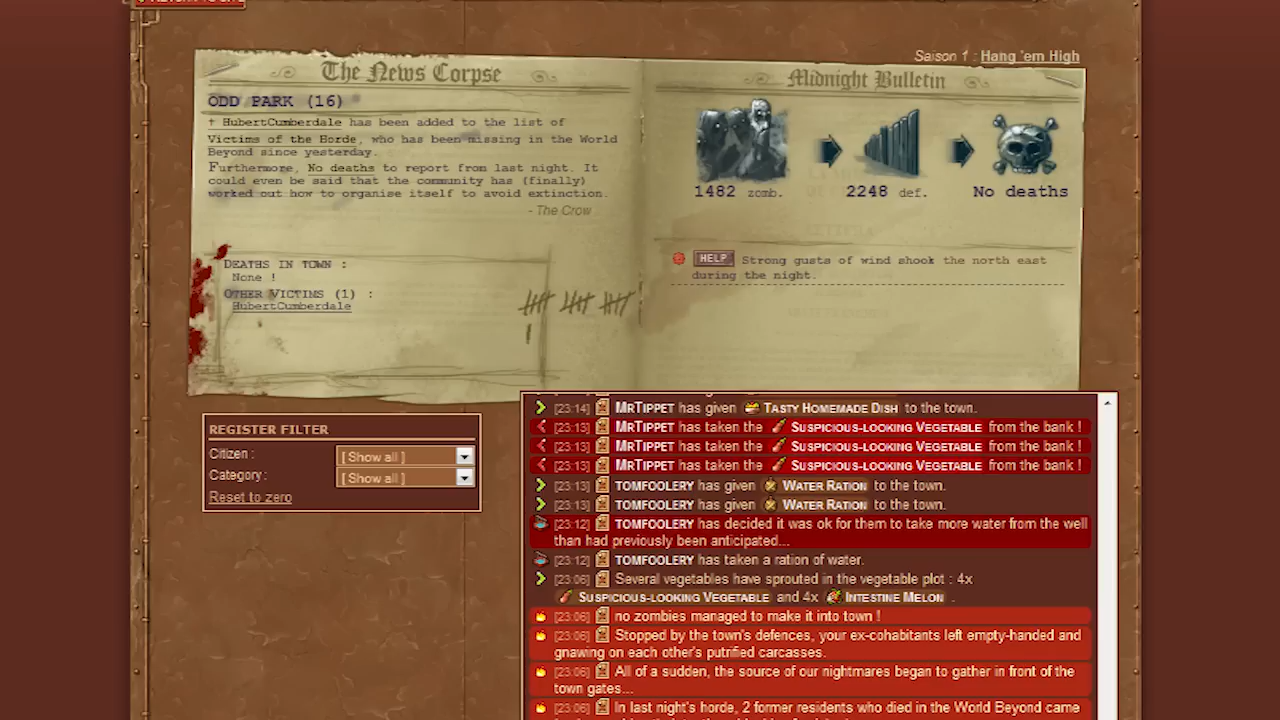 Saison 1 : Hang 'em High
The News Corpse
ODD PARK (16)
† HubertCumberdale has been added to the list of
Victims of the Horde, who has been missing in the World
Beyond since yesterday.
Furthermore, No deaths to report from last night. It
could even be said that the community has (finally)
worked out how to organise itself to avoid extinction.
- The Crow
DEATHS IN TOWN :
None !
OTHER VICTIMS (1) :
HubertCumberdale
Midnight Bulletin
1482 zomb.
2248 def.
No deaths
HELP Strong gusts of wind shook the north east
during the night.
REGISTER FILTER
Citizen :
[ Show all ]
Category :
[ Show all ]
Reset to zero
[23:14] MRTIPPET has given TASTY HOMEMADE DISH to the town.
[23:13] MRTIPPET has taken the SUSPICIOUS-LOOKING VEGETABLE from the bank !
[23:13] MRTIPPET has taken the SUSPICIOUS-LOOKING VEGETABLE from the bank !
[23:13] MRTIPPET has taken the SUSPICIOUS-LOOKING VEGETABLE from the bank !
[23:13] TOMFOOLERY has given WATER RATION to the town.
[23:13] TOMFOOLERY has given WATER RATION to the town.
[23:12] TOMFOOLERY has decided it was ok for them to take more water from the well
than had previously been anticipated...
[23:12] TOMFOOLERY has taken a ration of water.
[23:06] Several vegetables have sprouted in the vegetable plot : 4x
SUSPICIOUS-LOOKING VEGETABLE and 4x INTESTINE MELON .
[23:06] no zombies managed to make it into town !
[23:06] Stopped by the town's defences, your ex-cohabitants left empty-handed and
gnawing on each other's putrified carcasses.
[23:06] All of a sudden, the source of our nightmares began to gather in front of the
town gates...
[23:06] In last night's horde, 2 former residents who died in the World Beyond came